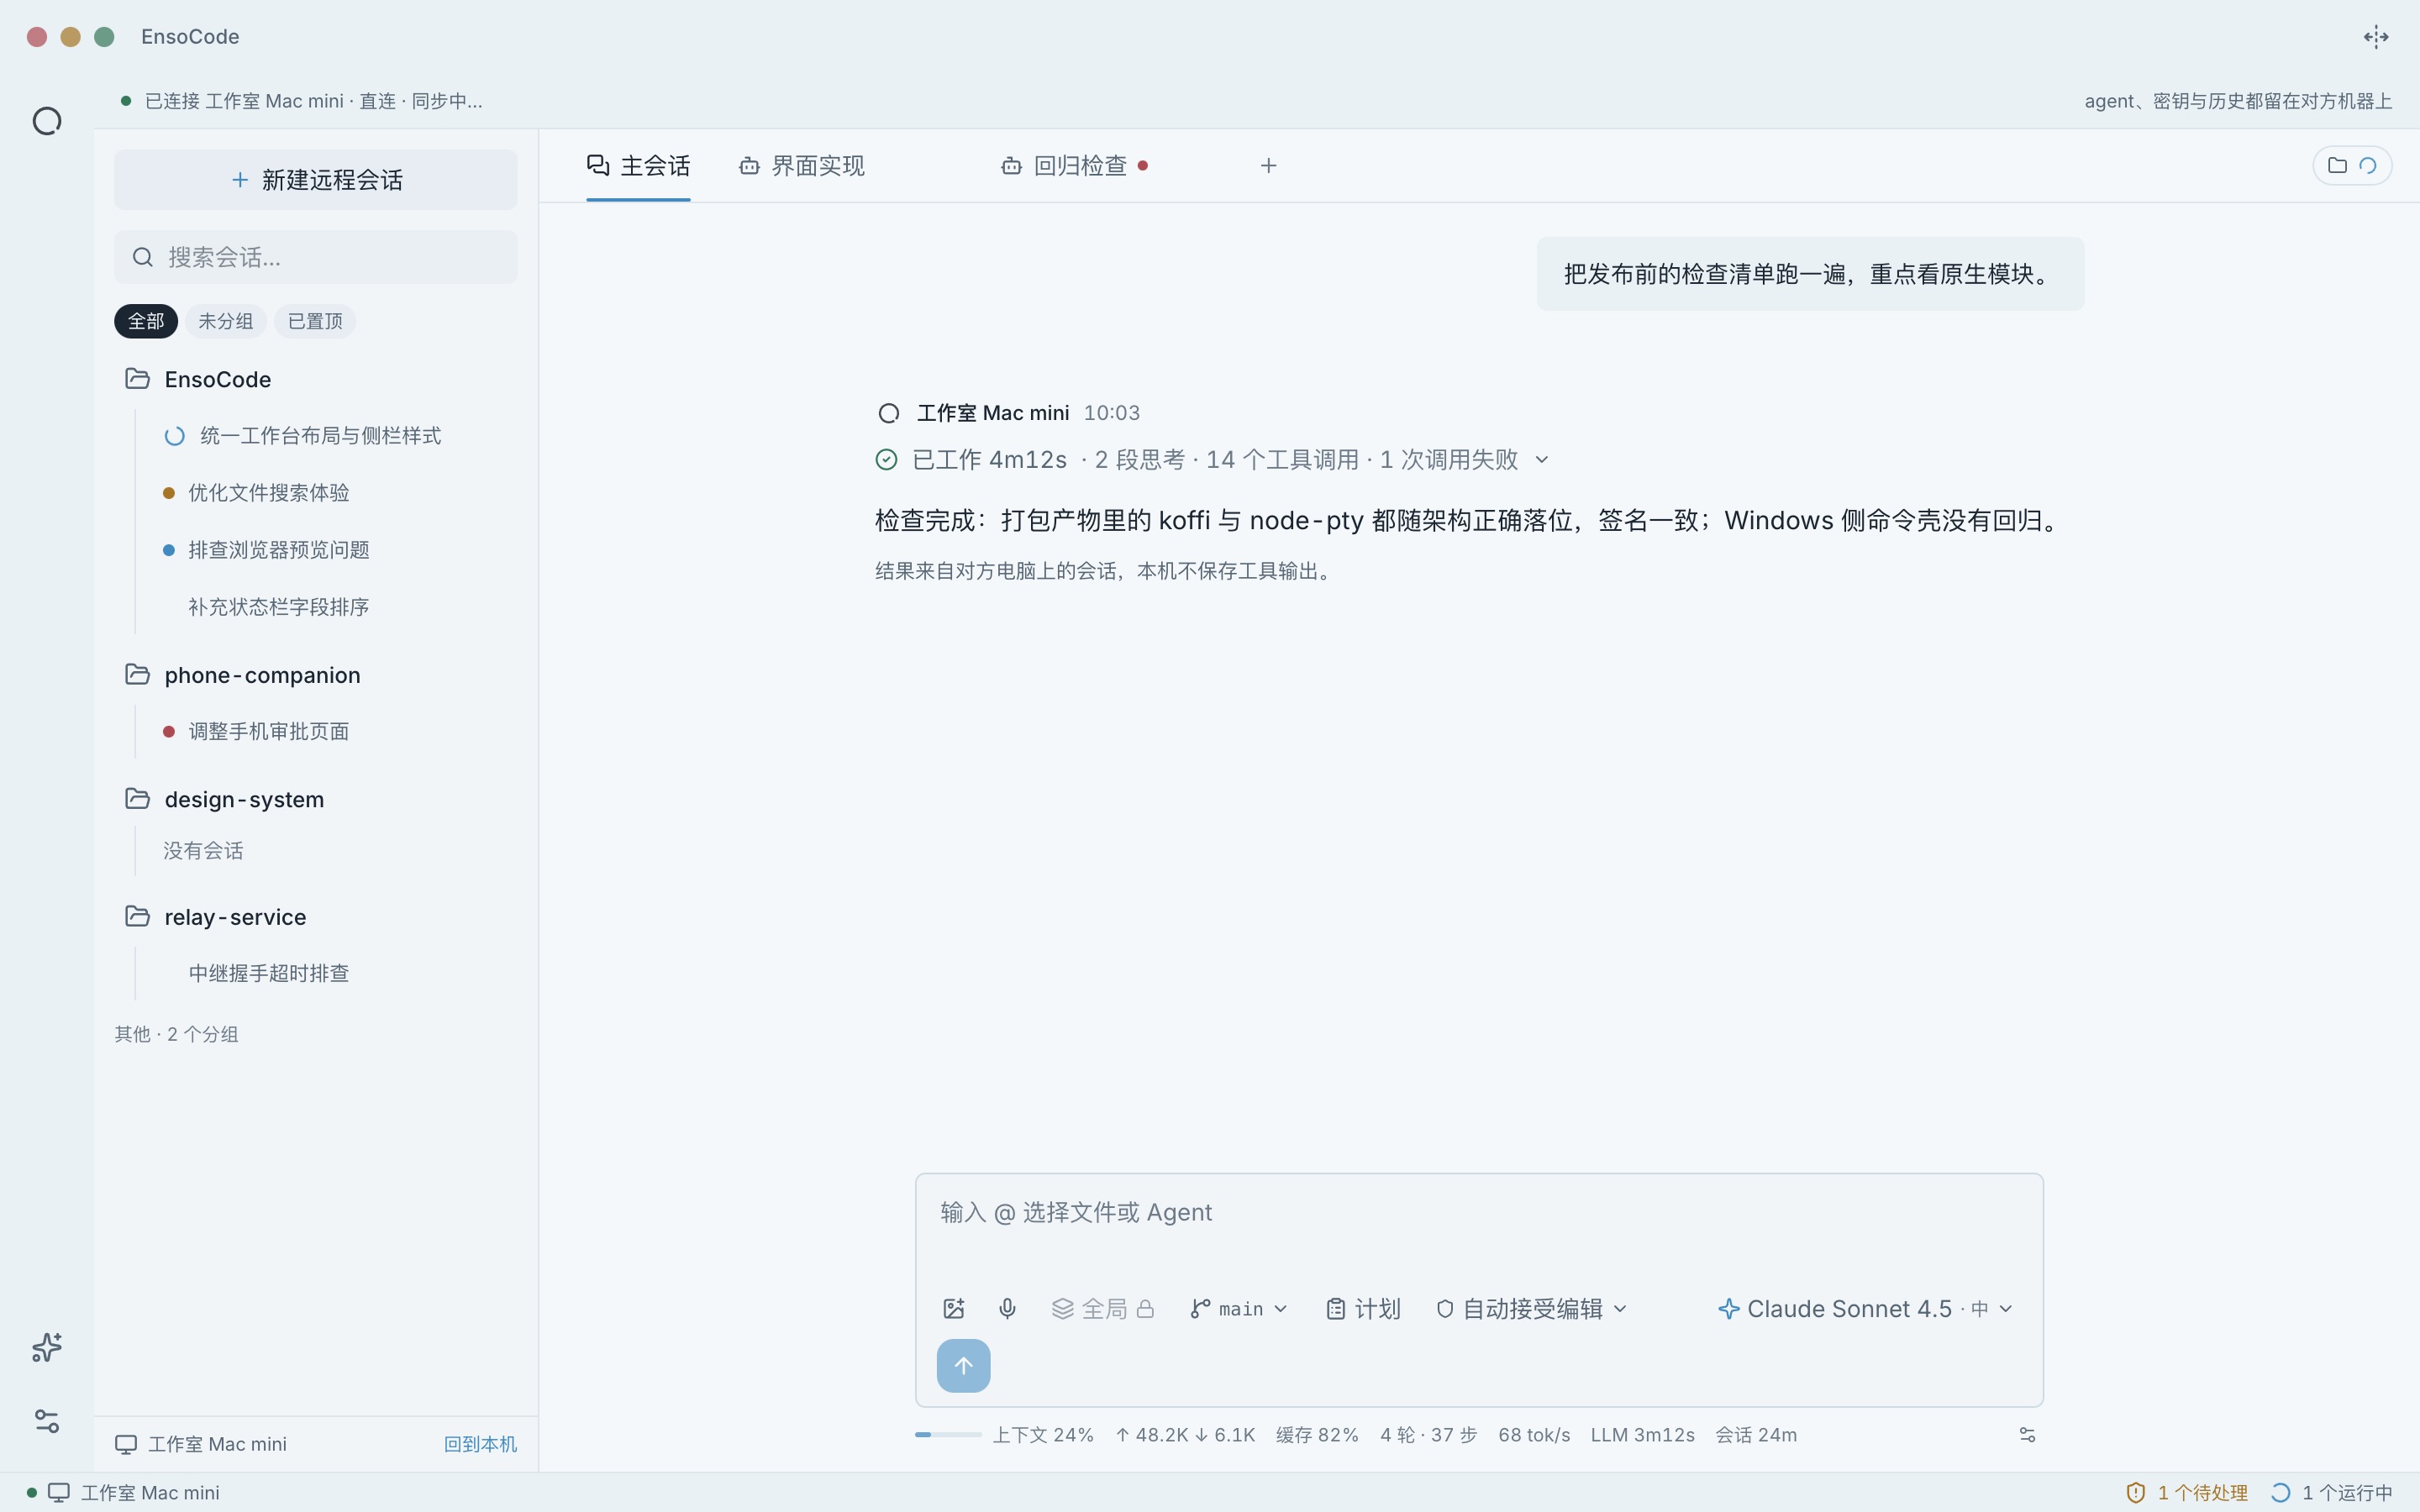 EnsoCode
已连接 工作室 Mac mini · 直连 · 同步中...
agent、密钥与历史都留在对方机器上
新建远程会话
搜索会话...
全部 未分组 已置顶
EnsoCode
统一工作台布局与侧栏样式
优化文件搜索体验
排查浏览器预览问题
补充状态栏字段排序
phone-companion
调整手机审批页面
design-system
没有会话
relay-service
中继握手超时排查
其他 · 2 个分组
工作室 Mac mini 回到本机
主会话 界面实现 回归检查
把发布前的检查清单跑一遍，重点看原生模块。
工作室 Mac mini 10:03
已工作 4m12s · 2 段思考 · 14 个工具调用 · 1 次调用失败
检查完成：打包产物里的 koffi 与 node-pty 都随架构正确落位，签名一致；Windows 侧命令壳没有回归。
结果来自对方电脑上的会话，本机不保存工具输出。
输入 @ 选择文件或 Agent
全局 main 计划 自动接受编辑 Claude Sonnet 4.5 · 中
上下文 24% ↑ 48.2K ↓ 6.1K 缓存 82% 4 轮 · 37 步 68 tok/s LLM 3m12s 会话 24m
工作室 Mac mini
1 个待处理 1 个运行中